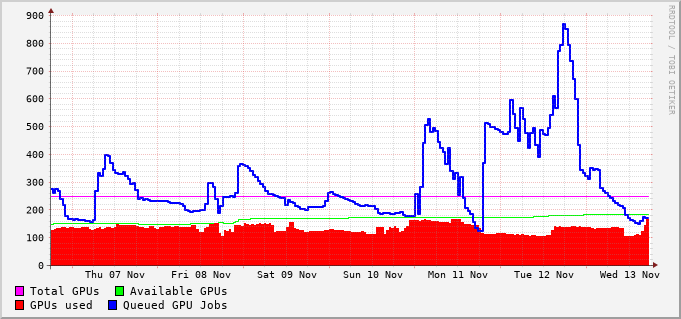 900
800
700
600
500
400
300
200
100
0
Thu 07 Nov Fri 08 Nov Sat 09 Nov Sun 10 Nov Mon 11 Nov Tue 12 Nov Wed 13 Nov
Total GPUs Available GPUs
GPUs used Queued GPU Jobs
RRDTOOL / TOBI OETIKER